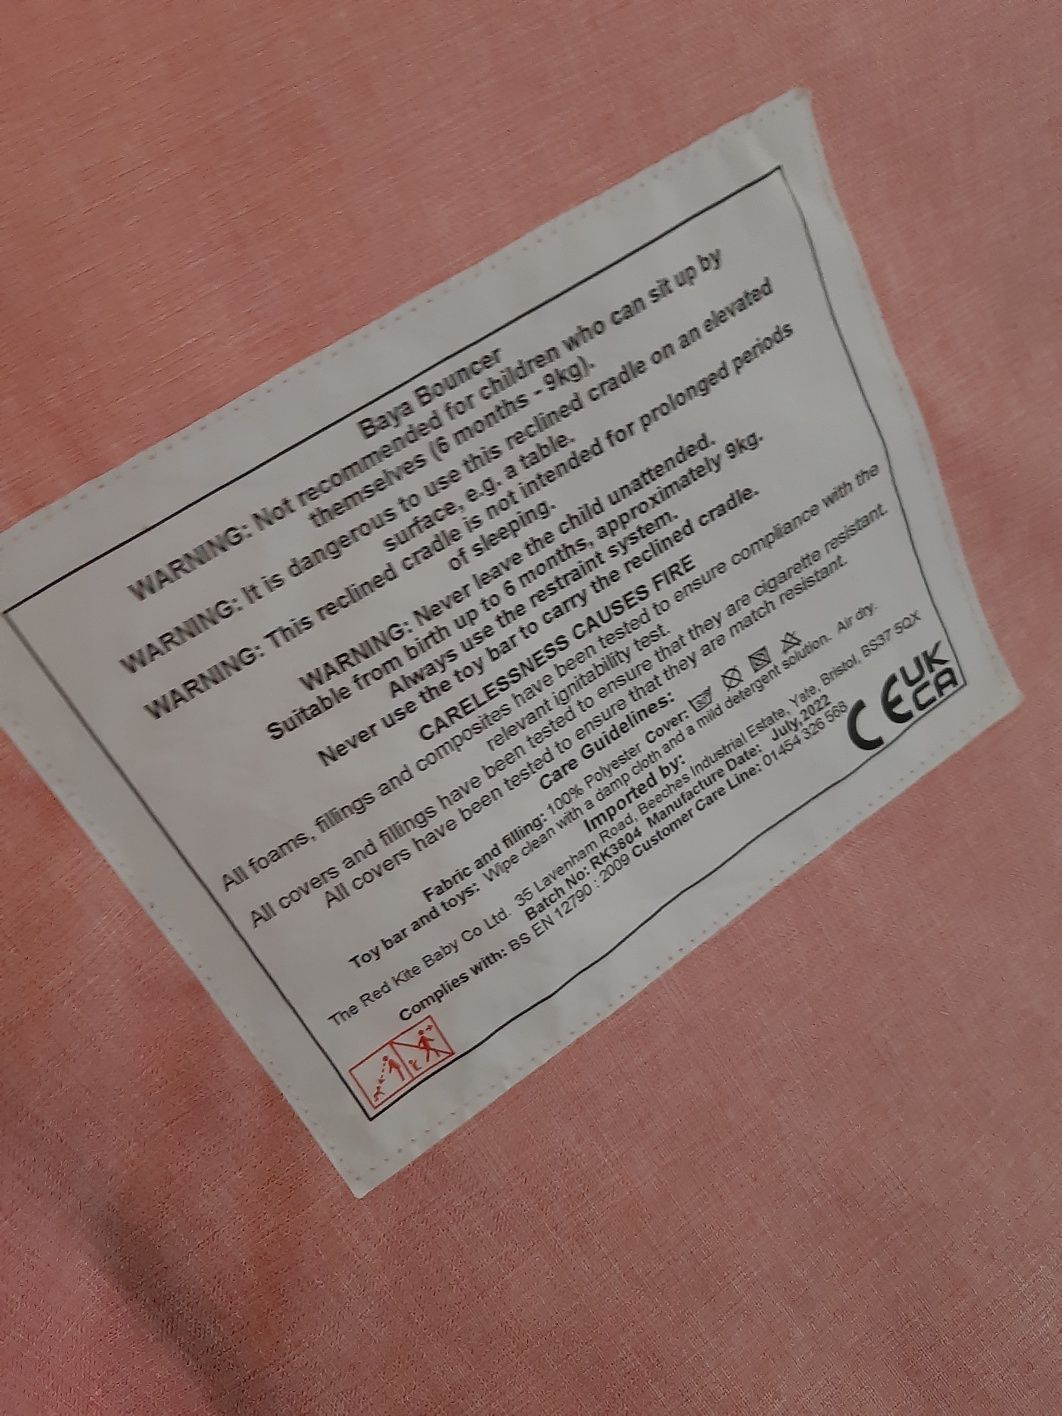 Baya Bouncer
WARNING: Not recommended for children who can sit up by
themselves (6 months - 9kg).
WARNING: It is dangerous to use this reclined cradle on an elevated
surface, e.g. a table.
WARNING: This reclined cradle is not intended for prolonged periods
of sleeping.
WARNING: Never leave the child unattended.
Suitable from birth up to 6 months, approximately 9kg.
Always use the restraint system.
Never use the toy bar to carry the reclined cradle.
CARELESSNESS CAUSES FIRE
All foams, fillings and composites have been tested to ensure compliance with the
relevant ignitability test.
All covers and fillings have been tested to ensure that they are cigarette resistant.
All covers have been tested to ensure that they are match resistant.
Care Guidelines:
Fabric and filling: 100% Polyester Cover:
Toy bar and toys: Wipe clean with a damp cloth and a mild detergent solution. Air dry.
Imported by:
The Red Kite Baby Co Ltd. 35 Lavenham Road, Beeches Industrial Estate, Yate, Bristol, BS37 5QX
Batch No: RK3804 Manufacture Date: July,2022
Complies with: BS EN 12790 : 2009 Customer Care Line: 01454 326 568
CE UK
CA